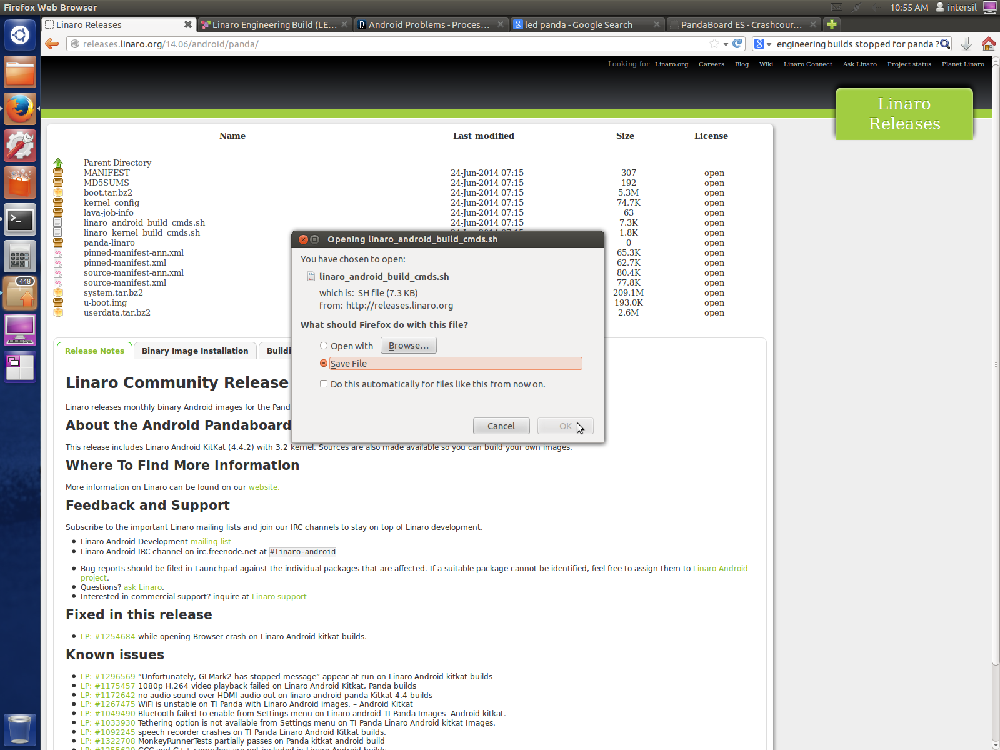 Firefox Web Browser
10:55 AM intersil
Linaro Releases
Linaro Engineering Build (LE...
Android Problems - Proces...
led panda - Google Search
PandaBoard ES - Crashcour...
releases.linaro.org/14.06/android/panda/
engineering builds stopped for panda ?
Looking for Linaro.org Careers Blog Wiki Linaro Connect Ask Linaro Project status Planet Linaro
Linaro
Releases
Name Last modified Size License
Parent Directory
MANIFEST 24-Jun-2014 07:15 307 open
MD5SUMS 24-Jun-2014 07:15 192 open
boot.tar.bz2 24-Jun-2014 07:15 5.3M open
kernel_config 24-Jun-2014 07:15 74.7K open
lava-job-info 24-Jun-2014 07:15 63 open
linaro_android_build_cmds.sh 24-Jun-2014 07:15 7.3K open
linaro_kernel_build_cmds.sh 1.8K open
panda-linaro 0 open
pinned-manifest-ann.xml 65.3K open
pinned-manifest.xml 62.7K open
source-manifest-ann.xml 80.4K open
source-manifest.xml 77.8K open
system.tar.bz2 209.1M open
u-boot.img 193.0K open
userdata.tar.bz2 2.6M open
448
Opening linaro_android_build_cmds.sh
You have chosen to open:
linaro_android_build_cmds.sh
which is: SH file (7.3 KB)
from: http://releases.linaro.org
What should Firefox do with this file?
Open with Browse...
Save File
Do this automatically for files like this from now on.
Cancel OK
Release Notes Binary Image Installation Buildi
Linaro Community Release
Linaro releases monthly binary Android images for the Pand
About the Android Pandaboard
This release includes Linaro Android KitKat (4.4.2) with 3.2 kernel. Sources are also made available so you can build your own images.
Where To Find More Information
More information on Linaro can be found on our website.
Feedback and Support
Subscribe to the important Linaro mailing lists and join our IRC channels to stay on top of Linaro development.
Linaro Android Development mailing list
Linaro Android IRC channel on irc.freenode.net at #linaro-android
Bug reports should be filed in Launchpad against the individual packages that are affected. If a suitable package cannot be identified, feel free to assign them to Linaro Android
project.
Questions? ask Linaro.
Interested in commercial support? inquire at Linaro support
Fixed in this release
LP: #1254684 while opening Browser crash on Linaro Android kitkat builds.
Known issues
LP: #1296569 “Unfortunately, GLMark2 has stopped message” appear at run on Linaro Android kitkat builds
LP: #1175457 1080p H.264 video playback failed on Linaro Android Kitkat, Panda builds
LP: #1172642 no audio sound over HDMI audio-out on linaro android panda Kitkat 4.4 builds
LP: #1267475 WiFi is unstable on TI Panda with Linaro Android images. – Android Kitkat
LP: #1049490 Bluetooth failed to enable from Settings menu on Linaro android TI Panda Images -Android kitkat.
LP: #1033930 Tethering option is not available from Settings menu on TI Panda Linaro Android kitkat Images.
LP: #1092245 speech recorder crashes on TI Panda Linaro Android Kitkat builds.
LP: #1322708 MonkeyRunnerTests partially passes on Panda kitkat android build